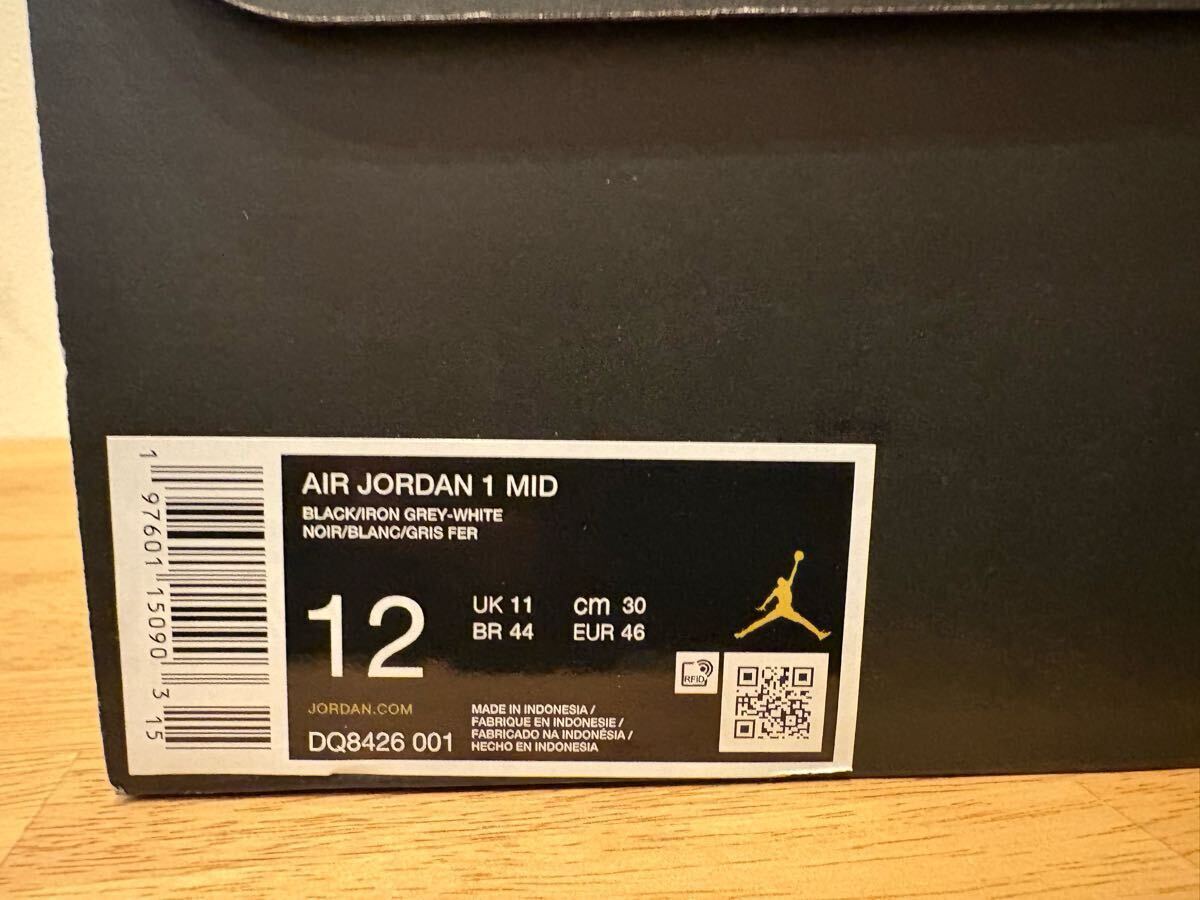 1 97601 15090 3 15
AIR JORDAN 1 MID
BLACK/IRON GREY-WHITE
NOIR/BLANC/GRIS FER
12
UK 11 cm 30
BR 44 EUR 46
RFID
JORDAN.COM
DQ8426 001
MADE IN INDONESIA /
FABRIQUE EN INDONESIE /
FABRICADO NA INDONÉSIA /
HECHO EN INDONESIA